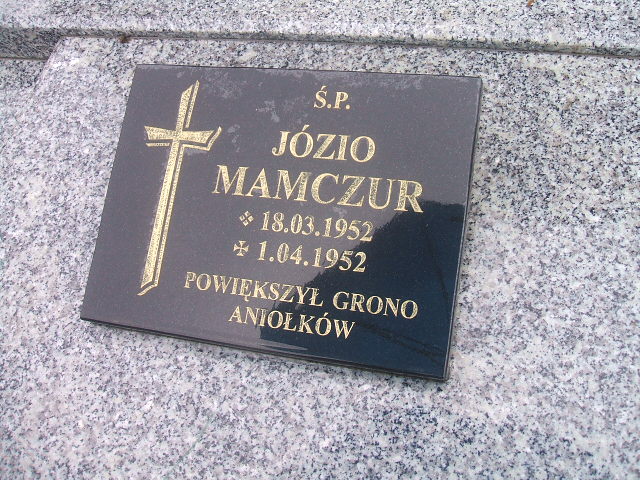 Ś.P.
JÓZIO
MAMCZUR
18.03.1952
1.04.1952
POWIĘKSZYŁ GRONO
ANIOŁKÓW